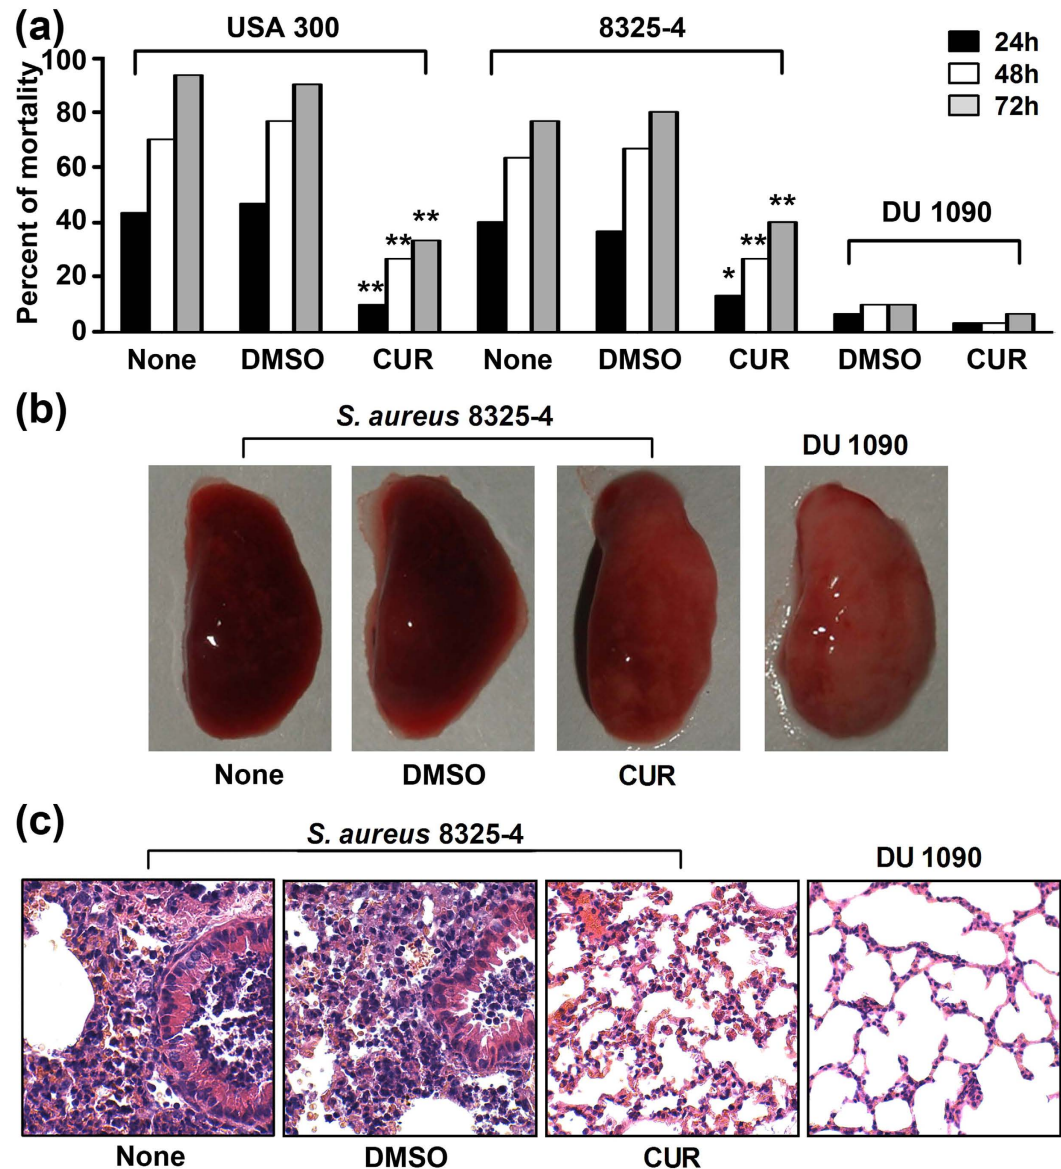 (a)
USA 300
8325-4
24h
48h
72h
Percent of mortality
100
80
60
40
20
0
**
**
**
*
**
**
DU 1090
None
DMSO
CUR
None
DMSO
CUR
DMSO
CUR
(b)
S. aureus 8325-4
DU 1090
None
DMSO
CUR
(c)
S. aureus 8325-4
DU 1090
None
DMSO
CUR